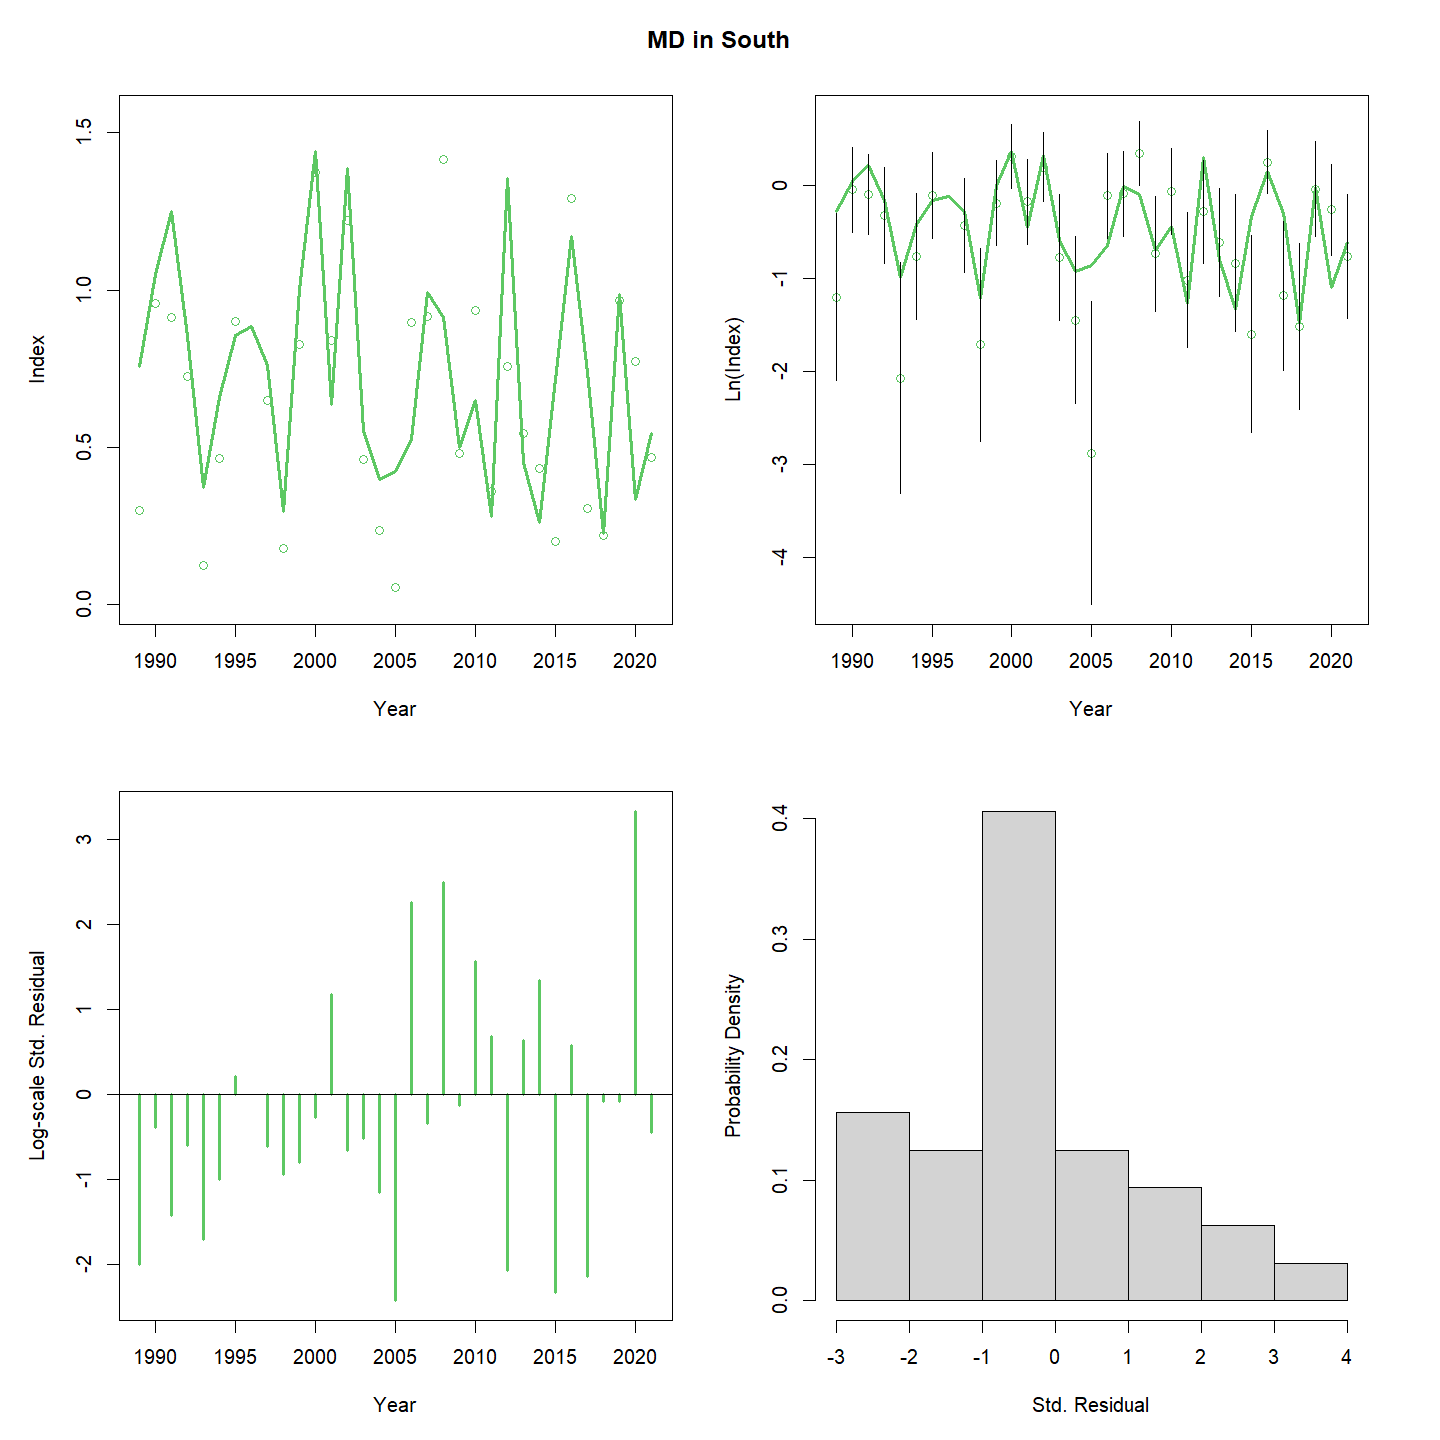 MD in South
1.5
1.0
0.5
0.0
Index
1990 1995 2000 2005 2010 2015 2020
Year
0
-1
-2
-3
-4
Ln(Index)
1990 1995 2000 2005 2010 2015 2020
Year
3
2
1
0
-1
-2
Log-scale Std. Residual
1990 1995 2000 2005 2010 2015 2020
Year
0.4
0.3
0.2
0.1
0.0
Probability Density
-3 -2 -1 0 1 2 3 4
Std. Residual